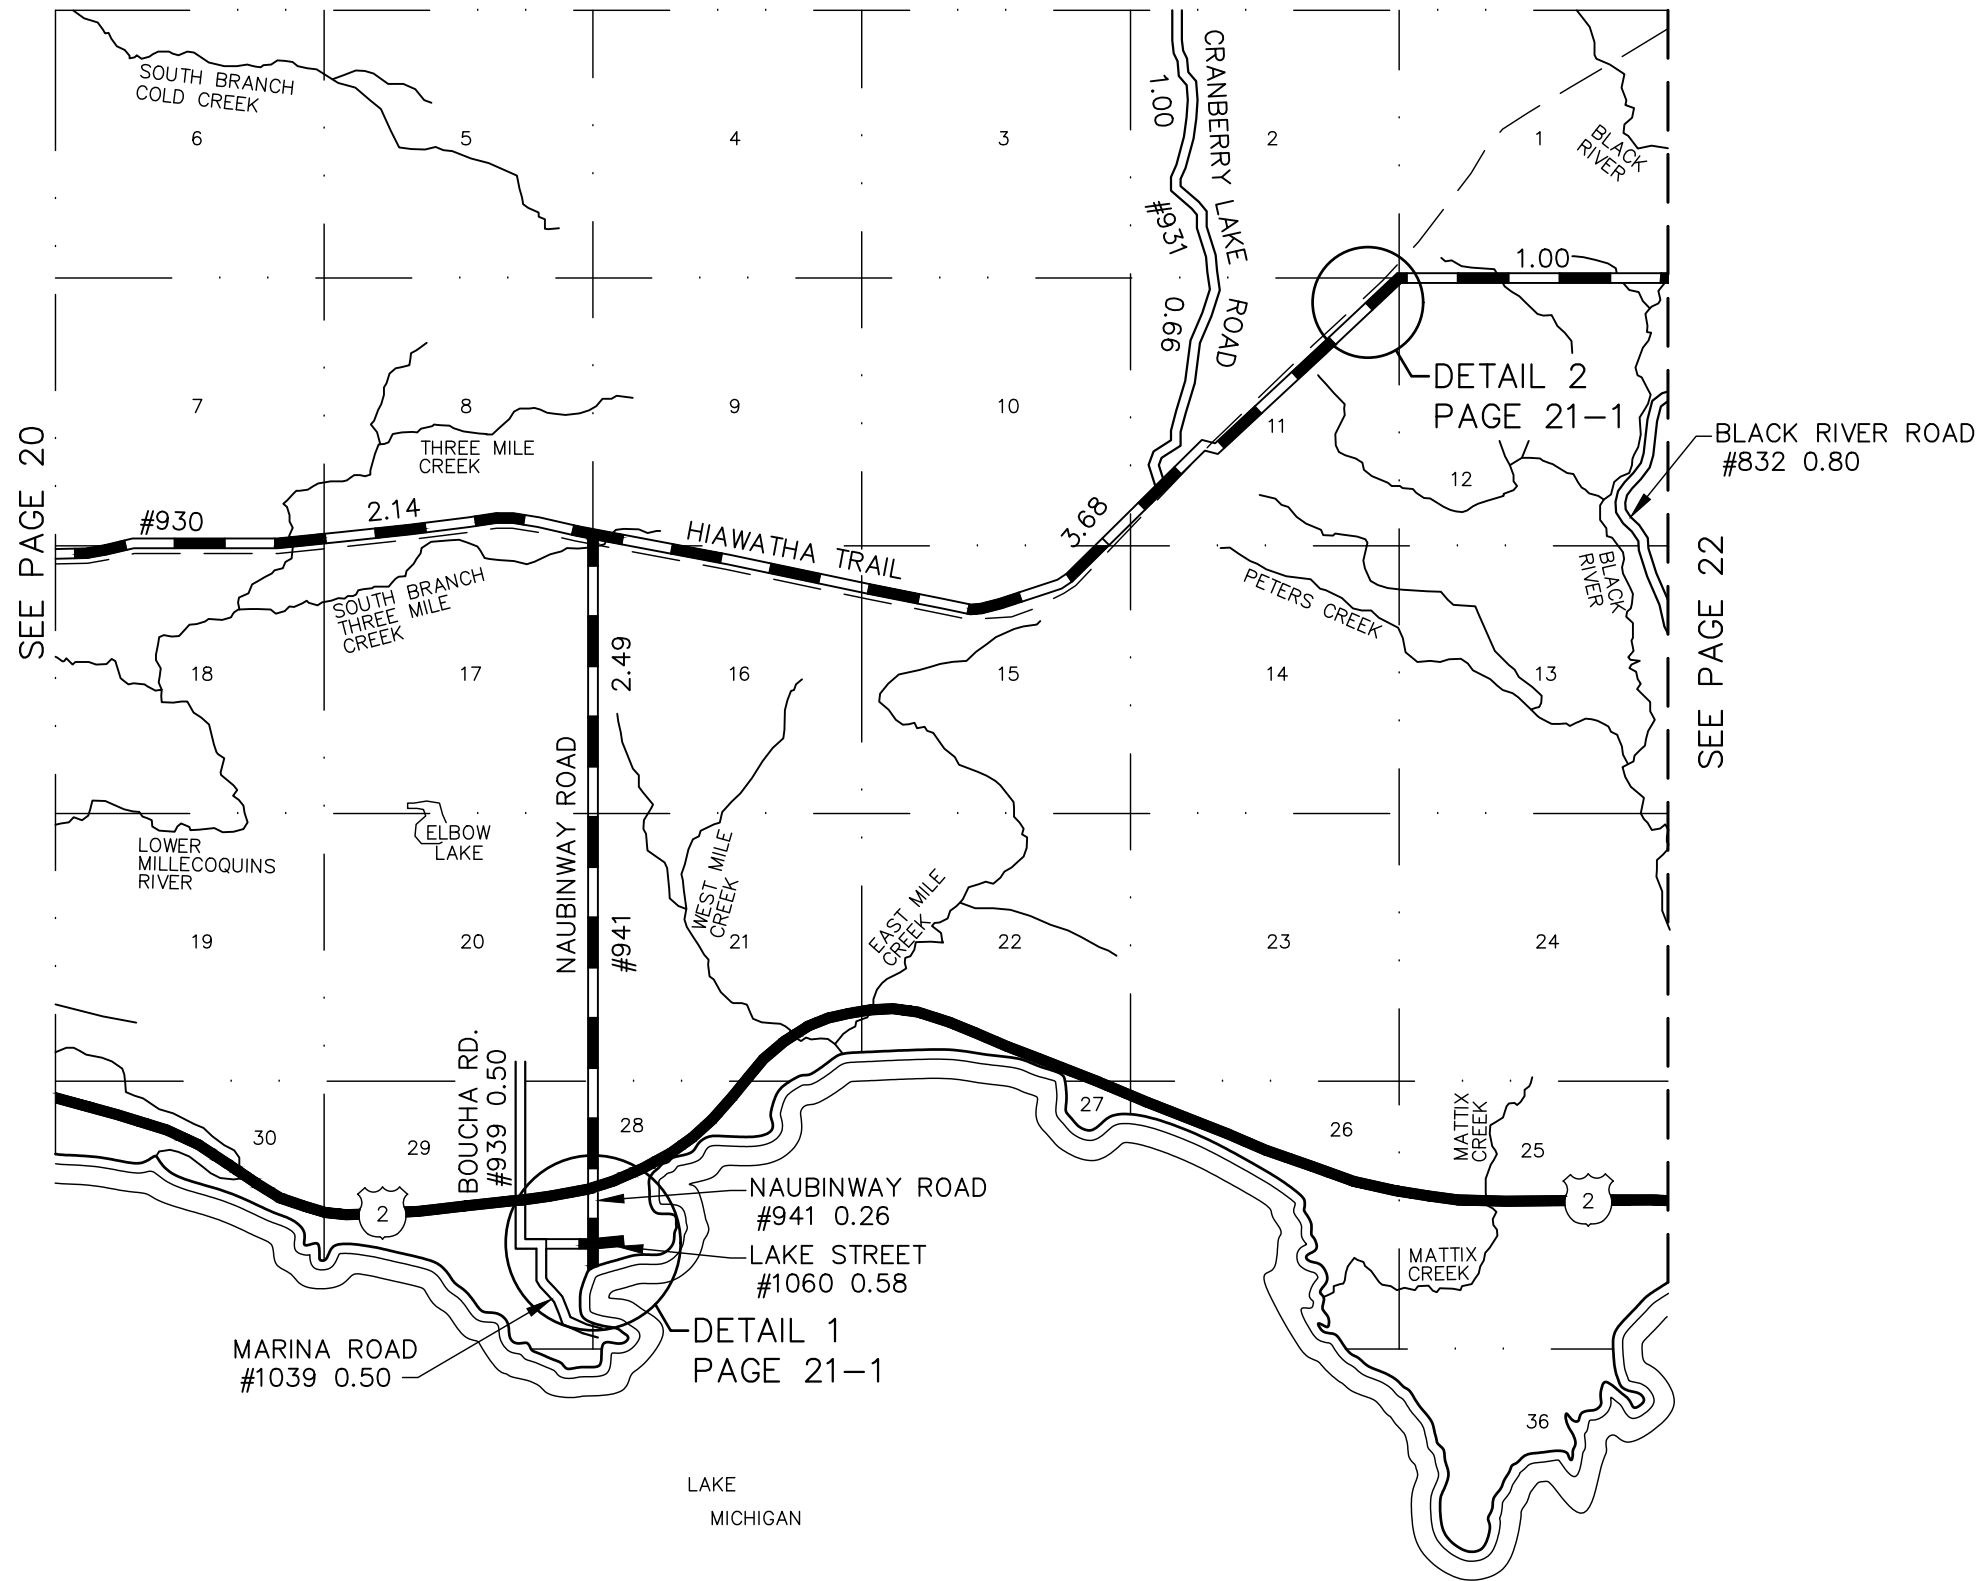 SOUTH BRANCH
COLD CREEK
6
5
4
3
2
1
CRANBERRY LAKE ROAD
1.00
#931
0.66
BLACK
RIVER
1.00
DETAIL 2
PAGE 21-1
7
8
9
10
11
12
THREE MILE
CREEK
SEE PAGE 20
#930
2.14
HIAWATHA TRAIL
3.68
BLACK RIVER ROAD
#832 0.80
BLACK
RIVER
PETERS CREEK
SOUTH BRANCH
THREE MILE
CREEK
SEE PAGE 22
18
17
2.49
16
15
14
13
NAUBINWAY ROAD
#941
ELBOW
LAKE
LOWER
MILLECOQUINS
RIVER
WEST MILE
CREEK
EAST MILE
CREEK
19
20
21
22
23
24
BOUCHA RD.
#939 0.50
30
29
28
27
26
25
MATTIX
CREEK
2
2
NAUBINWAY ROAD
#941 0.26
LAKE STREET
#1060 0.58
MATTIX
CREEK
DETAIL 1
PAGE 21-1
MARINA ROAD
#1039 0.50
36
LAKE
MICHIGAN